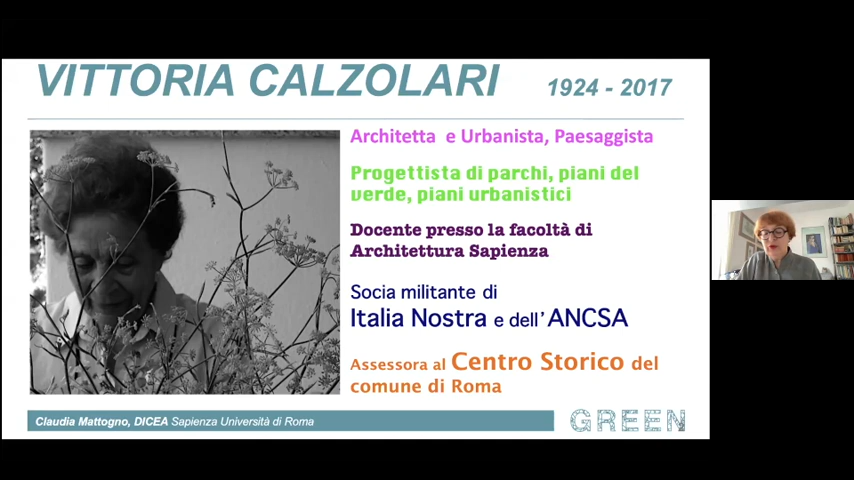 VITTORIA CALZOLARI 1924 - 2017
Architetta e Urbanista, Paesaggista
Progettista di parchi, piani del
verde, piani urbanistici
Docente presso la facoltà di
Architettura Sapienza
Socia militante di
Italia Nostra e dell'ANCSA
Assessora al Centro Storico del
comune di Roma
Claudia Mattogno, DICEA Sapienza Università di Roma
GREEN